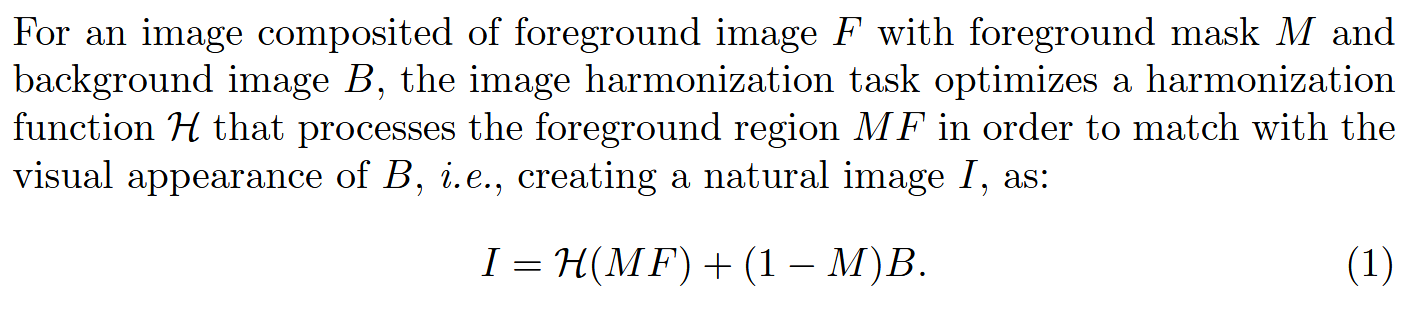 For an image composited of foreground image F with foreground mask M and
background image B, the image harmonization task optimizes a harmonization
function ℋ that processes the foreground region MF in order to match with the
visual appearance of B, i.e., creating a natural image I, as:
I = ℋ(MF) + (1 − M)B. (1)